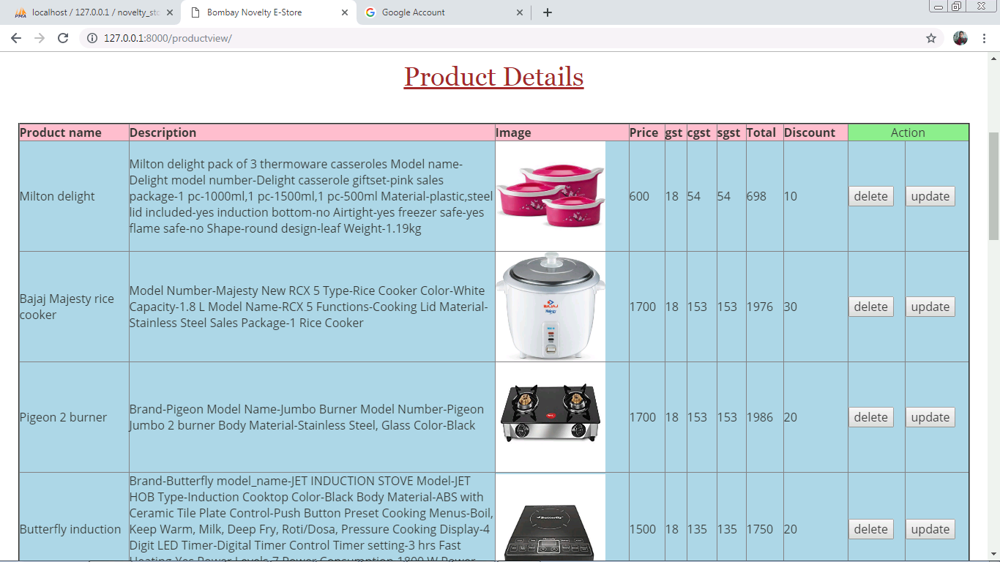 localhost / 127.0.0.1 / novelty_sto
Bombay Novelty E-Store
Google Account
127.0.0.1:8000/productview/
Product Details
Product name Description Image Price gst cgst sgst Total Discount Action
Milton delight
Milton delight pack of 3 thermoware casseroles Model name-
Delight model number-Delight casserole giftset-pink sales
package-1 pc-1000ml,1 pc-1500ml,1 pc-500ml Material-plastic,steel
lid included-yes induction bottom-no Airtight-yes freezer safe-yes
flame safe-no Shape-round design-leaf Weight-1.19kg
600 18 54 54 698 10 delete update
Bajaj Majesty rice
cooker
Model Number-Majesty New RCX 5 Type-Rice Cooker Color-White
Capacity-1.8 L Model Name-RCX 5 Functions-Cooking Lid Material-
Stainless Steel Sales Package-1 Rice Cooker
BAJAJ
Majesty
1700 18 153 153 1976 30 delete update
Pigeon 2 burner
Brand-Pigeon Model Name-Jumbo Burner Model Number-Pigeon
Jumbo 2 burner Body Material-Stainless Steel, Glass Color-Black
1700 18 153 153 1986 20 delete update
Butterfly induction
Brand-Butterfly model_name-JET INDUCTION STOVE Model-JET
HOB Type-Induction Cooktop Color-Black Body Material-ABS with
Ceramic Tile Plate Control-Push Button Preset Cooking Menus-Boil,
Keep Warm, Milk, Deep Fry, Roti/Dosa, Pressure Cooking Display-4
Digit LED Timer-Digital Timer Control Timer setting-3 hrs Fast
Heating-Yes Power Levels-7 Power Consumption-1800 W Power
Butterfly
1500 18 135 135 1750 20 delete update